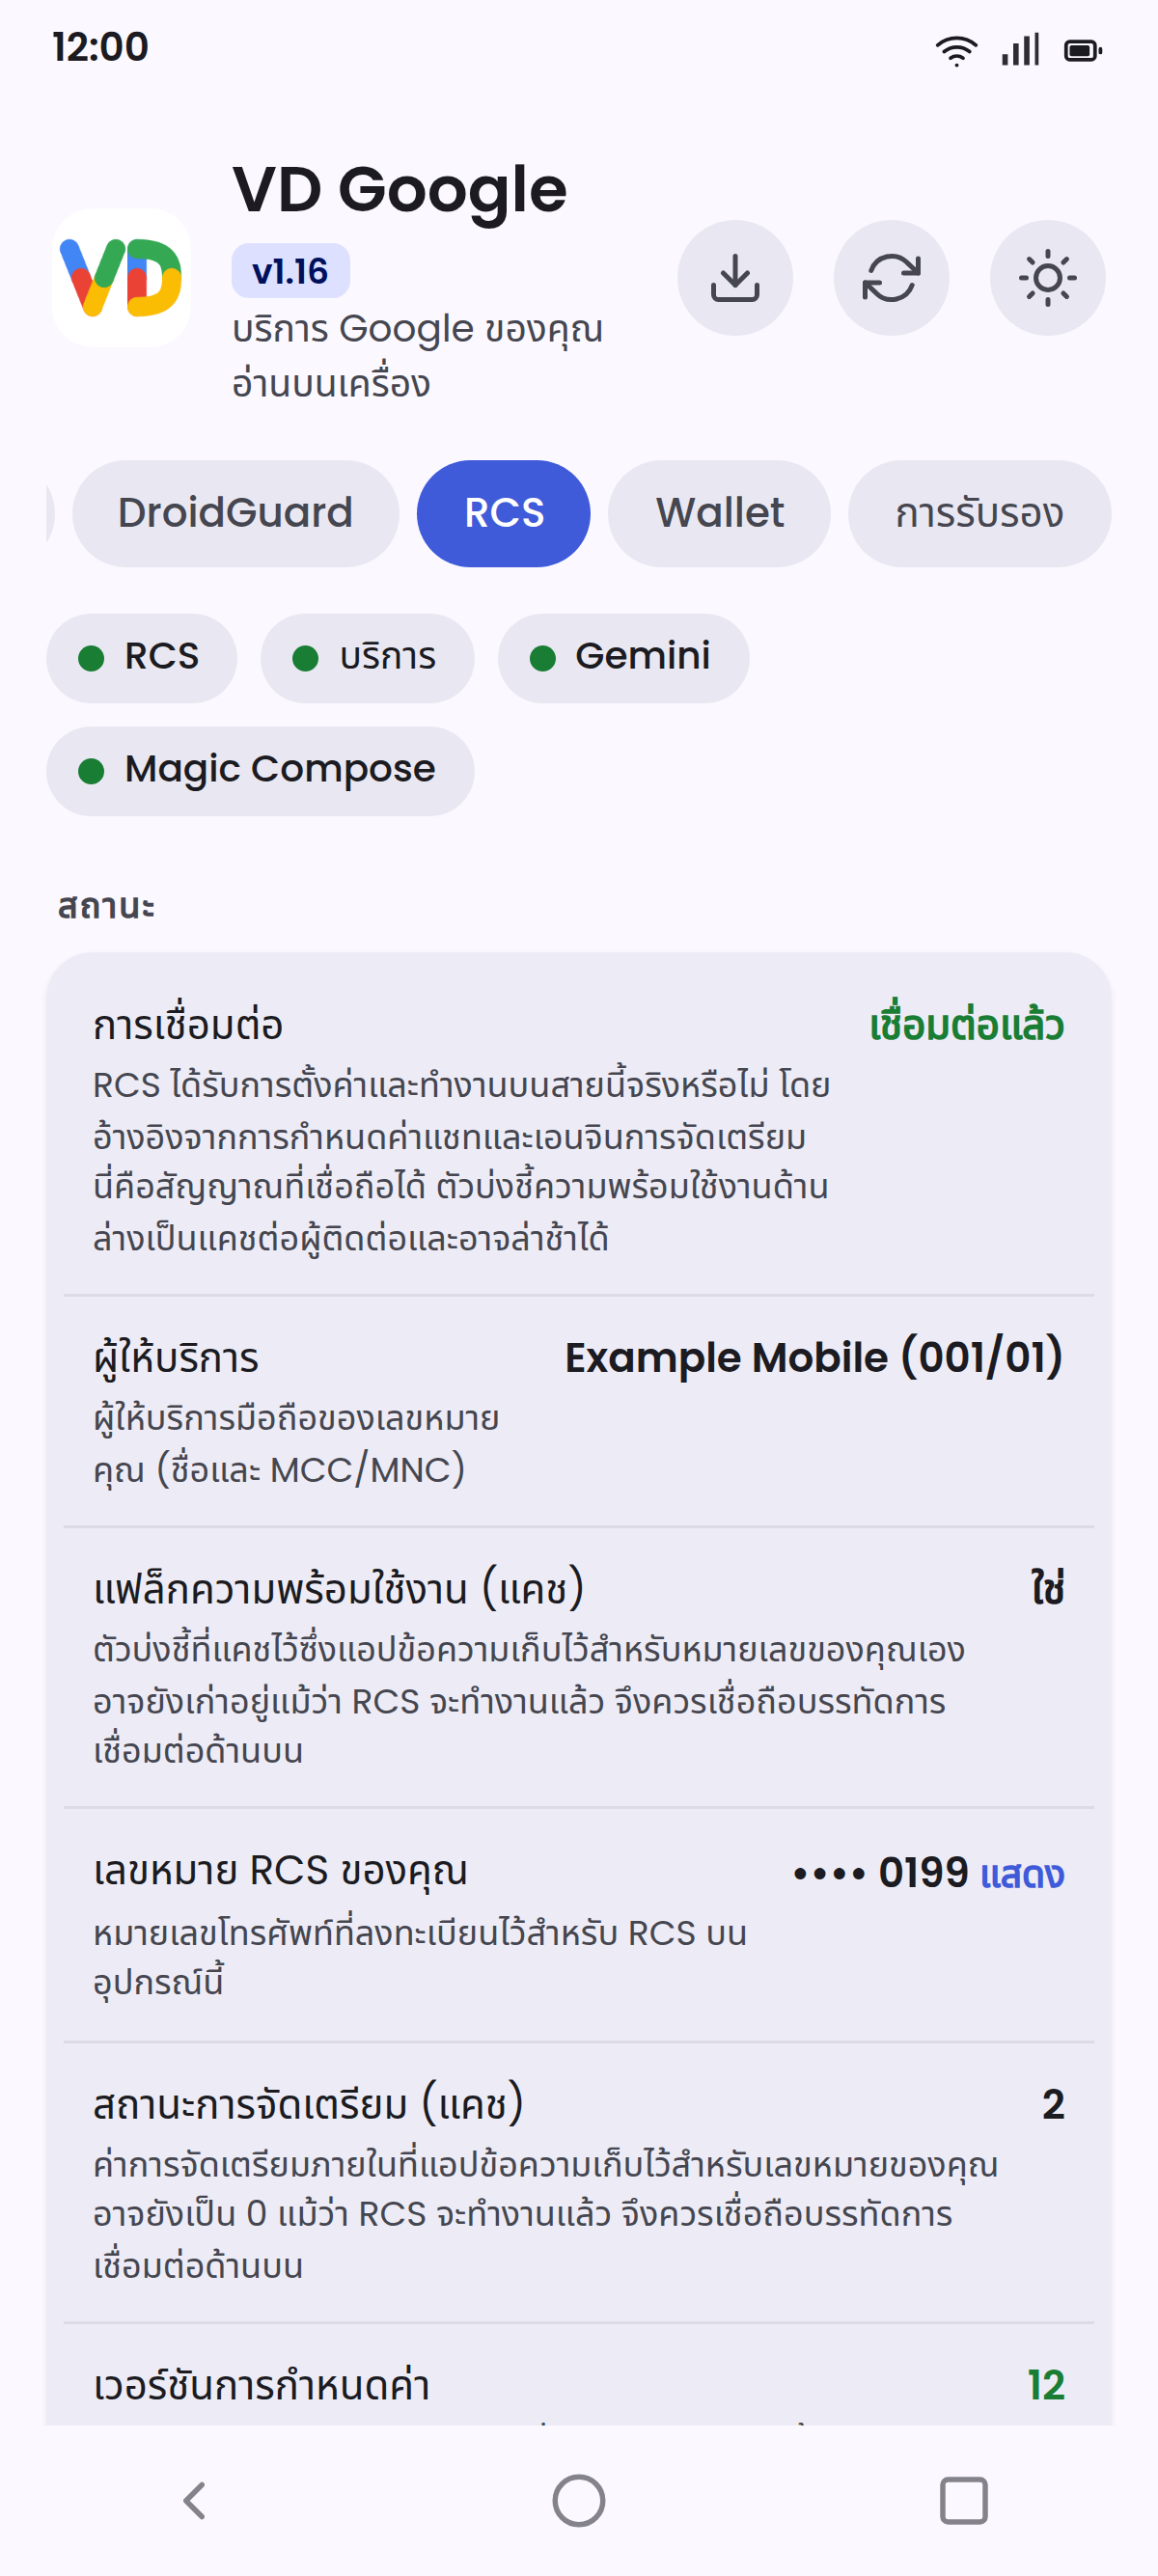 12:00
VD
VD Google
v1.16
บริการ Google ของคุณ
อ่านบนเครื่อง
DroidGuard
RCS
Wallet
การรับรอง
RCS
บริการ
Gemini
Magic Compose
สถานะ
การเชื่อมต่อ
เชื่อมต่อแล้ว
RCS ได้รับการตั้งค่าและทำงานบนสายนี้จริงหรือไม่ โดย
อ้างอิงจากการกำหนดค่าแชทและเอนจินการจัดเตรียม
นี่คือสัญญาณที่เชื่อถือได้ ตัวบ่งชี้ความพร้อมใช้งานด้าน
ล่างเป็นแคชต่อผู้ติดต่อและอาจล่าช้าได้
ผู้ให้บริการ
Example Mobile (001/01)
ผู้ให้บริการมือถือของเลขหมาย
คุณ (ชื่อและ MCC/MNC)
แฟล็กความพร้อมใช้งาน (แคช)
ใช่
ตัวบ่งชี้ที่แคชไว้ซึ่งแอปข้อความเก็บไว้สำหรับหมายเลขของคุณเอง
อาจยังเก่าอยู่แม้ว่า RCS จะทำงานแล้ว จึงควรเชื่อถือบรรทัดการ
เชื่อมต่อด้านบน
เลขหมาย RCS ของคุณ
•••• 0199 แสดง
หมายเลขโทรศัพท์ที่ลงทะเบียนไว้สำหรับ RCS บน
อุปกรณ์นี้
สถานะการจัดเตรียม (แคช)
2
ค่าการจัดเตรียมภายในที่แอปข้อความเก็บไว้สำหรับเลขหมายของคุณ
อาจยังเป็น 0 แม้ว่า RCS จะทำงานแล้ว จึงควรเชื่อถือบรรทัดการ
เชื่อมต่อด้านบน
เวอร์ชันการกำหนดค่า
12